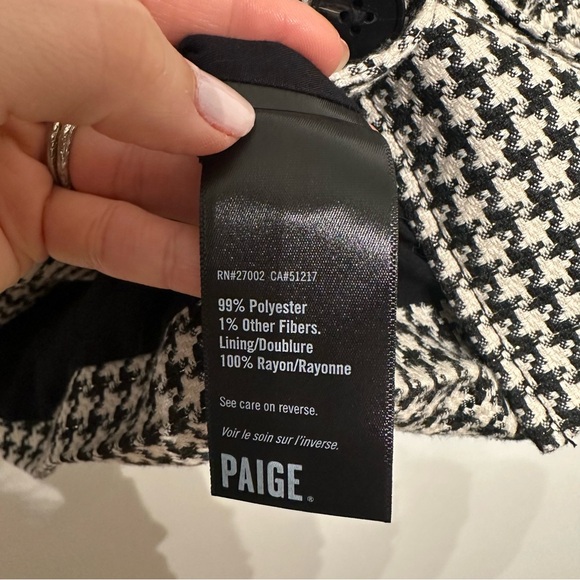 RN#27002 CA#51217
99% Polyester
1% Other Fibers.
Lining/Doublure
100% Rayon/Rayonne
See care on reverse.
Voir le soin sur l'inverse.
PAIGE®